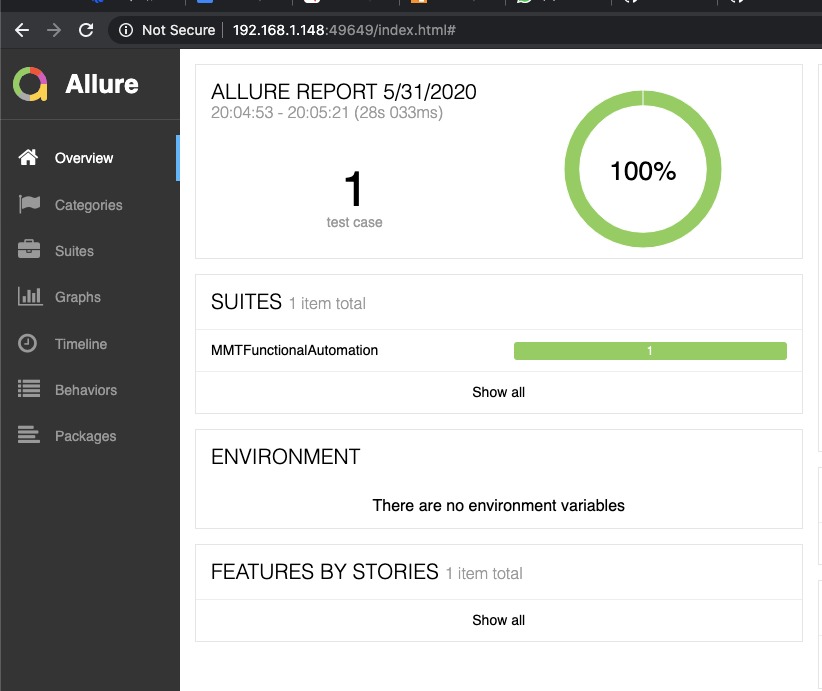 Not Secure 192.168.1.148:49649/index.html#
Allure
Overview
Categories
Suites
Graphs
Timeline
Behaviors
Packages
ALLURE REPORT 5/31/2020
20:04:53 - 20:05:21 (28s 033ms)
1
test case
100%
SUITES 1 item total
MMTFunctionalAutomation 1
Show all
ENVIRONMENT
There are no environment variables
FEATURES BY STORIES 1 item total
Show all